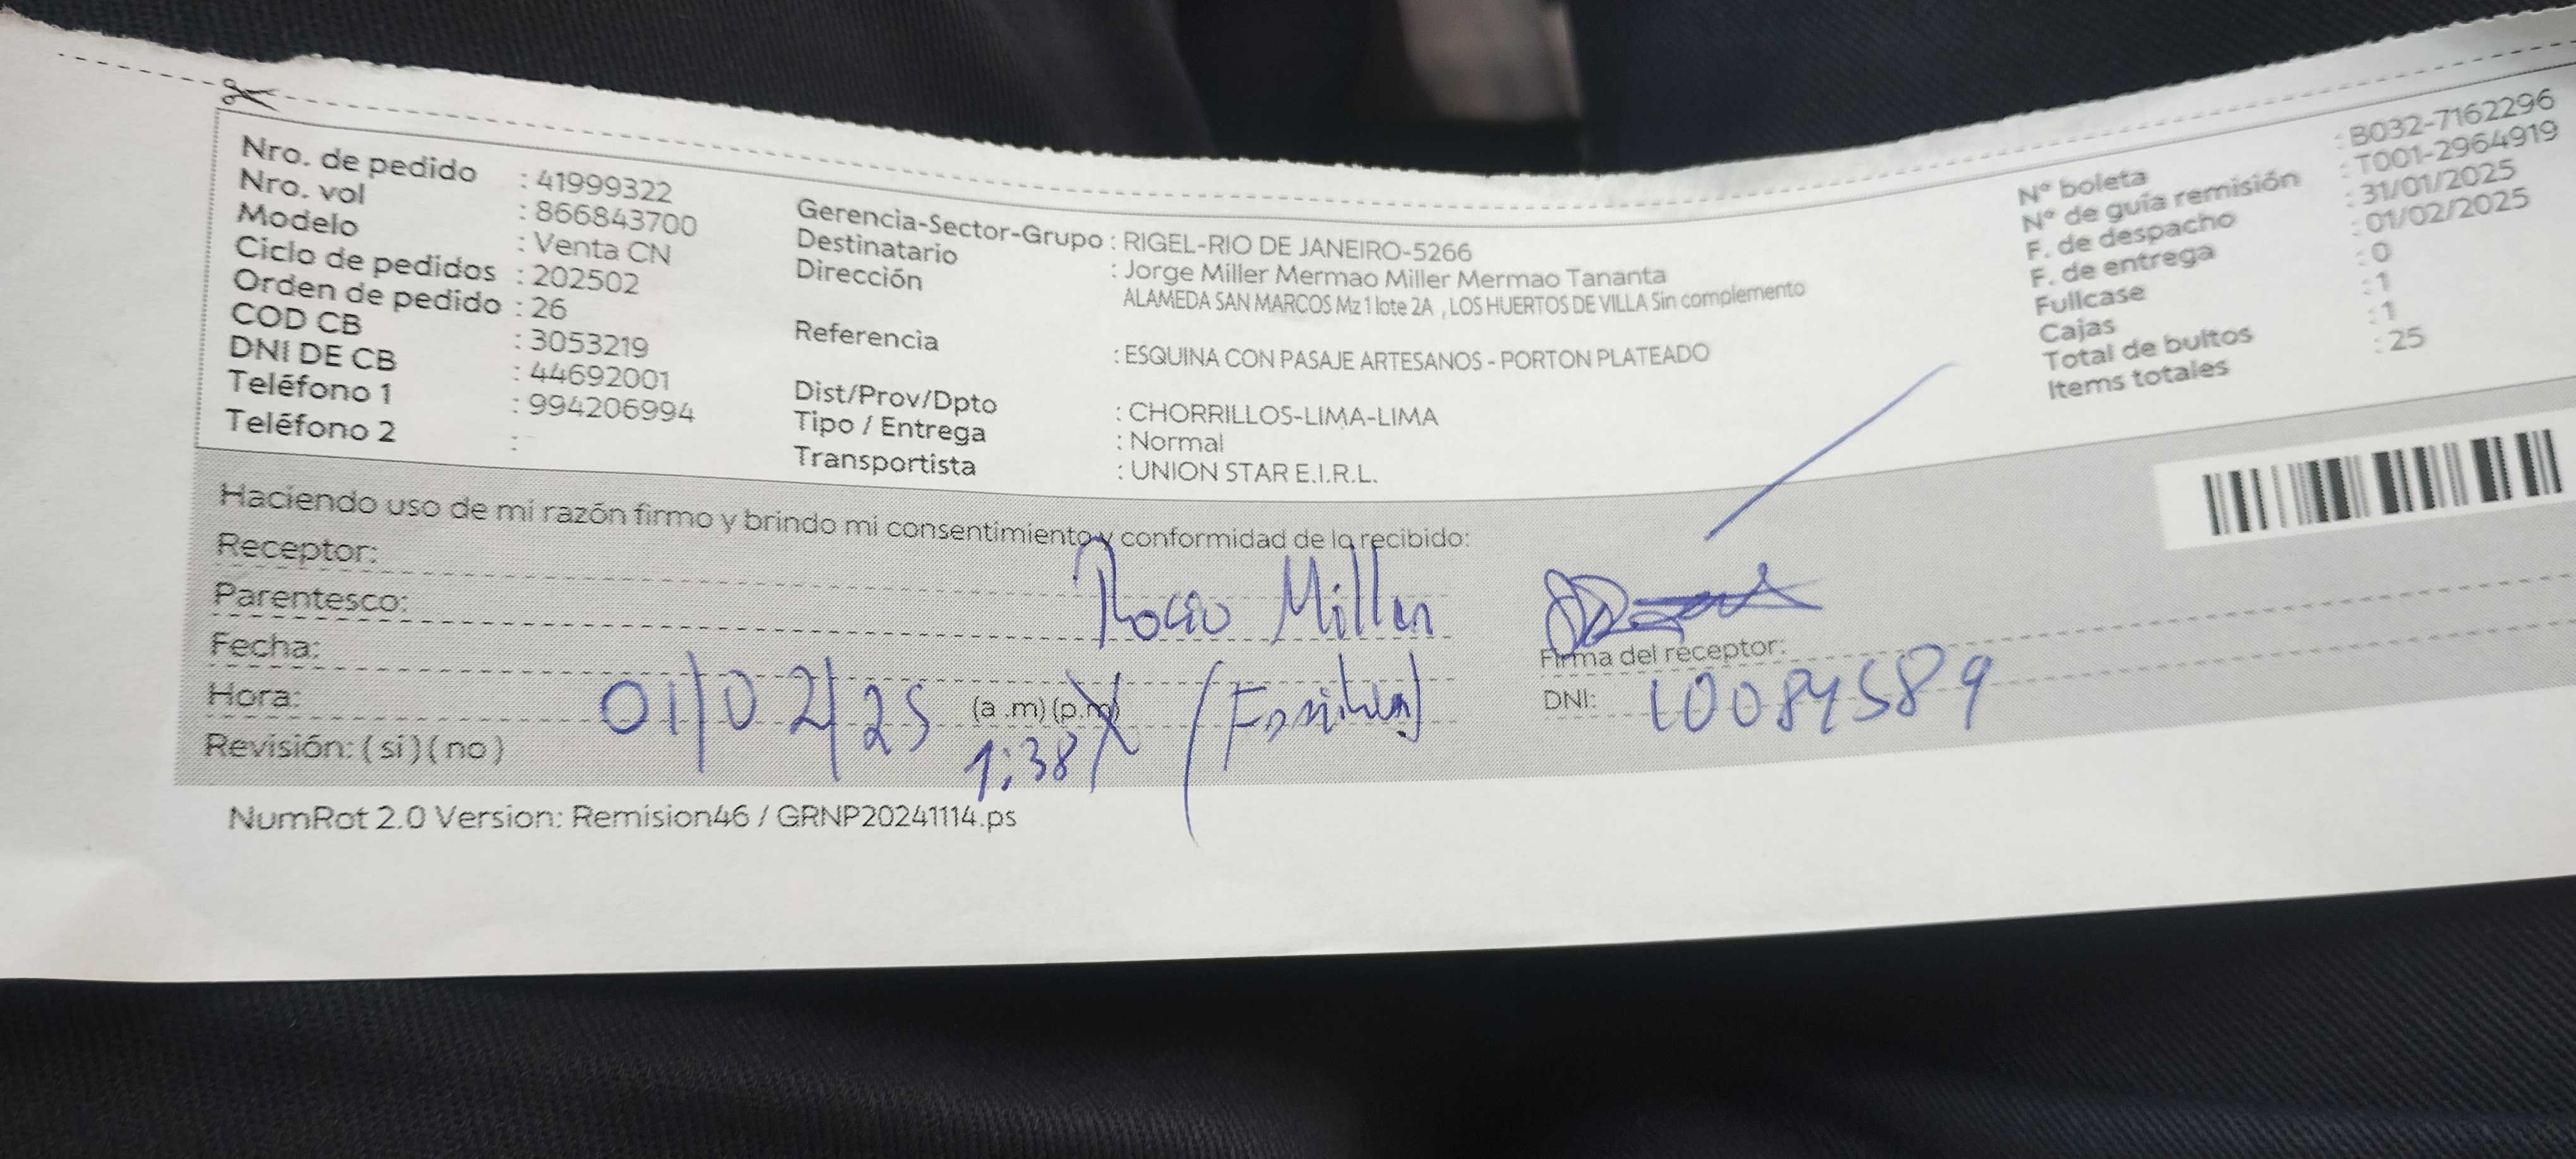 Nro. de pedido : 41999322
Nro. vol : 866843700
Modelo : Venta CN
Ciclo de pedidos : 202502
Orden de pedido : 26
COD CB : 3053219
DNI DE CB : 44692001
Teléfono 1 : 994206994
Teléfono 2 :
Gerencia-Sector-Grupo : RIGEL-RIO DE JANEIRO-5266
Destinatario : Jorge Miller Mermao Miller Mermao Tananta
Dirección : ALAMEDA SAN MARCOS Mz 1 lote 2A , LOS HUERTOS DE VILLA Sin complemento
Referencia : ESQUINA CON PASAJE ARTESANOS - PORTON PLATEADO
Dist/Prov/Dpto : CHORRILLOS-LIMA-LIMA
Tipo / Entrega : Normal
Transportista : UNION STAR E.I.R.L.
N° boleta : B032-7162296
N° de guía remisión : T001-2964919
F. de despacho : 31/01/2025
F. de entrega : 01/02/2025
Fullcase : 0
Cajas : 1
Total de bultos : 1
Items totales : 25
Haciendo uso de mi razón firmo y brindo mi consentimiento y conformidad de lo recibido:
Receptor: Rocio Miller
Parentesco: (Familiar)
Fecha: 01/02/25
Hora: 1:38 (a .m) (p.m)
Revisión: ( si ) ( no )
Firma del receptor:
DNI: 10084589
NumRot 2.0 Version: Remision46 / GRNP20241114.ps